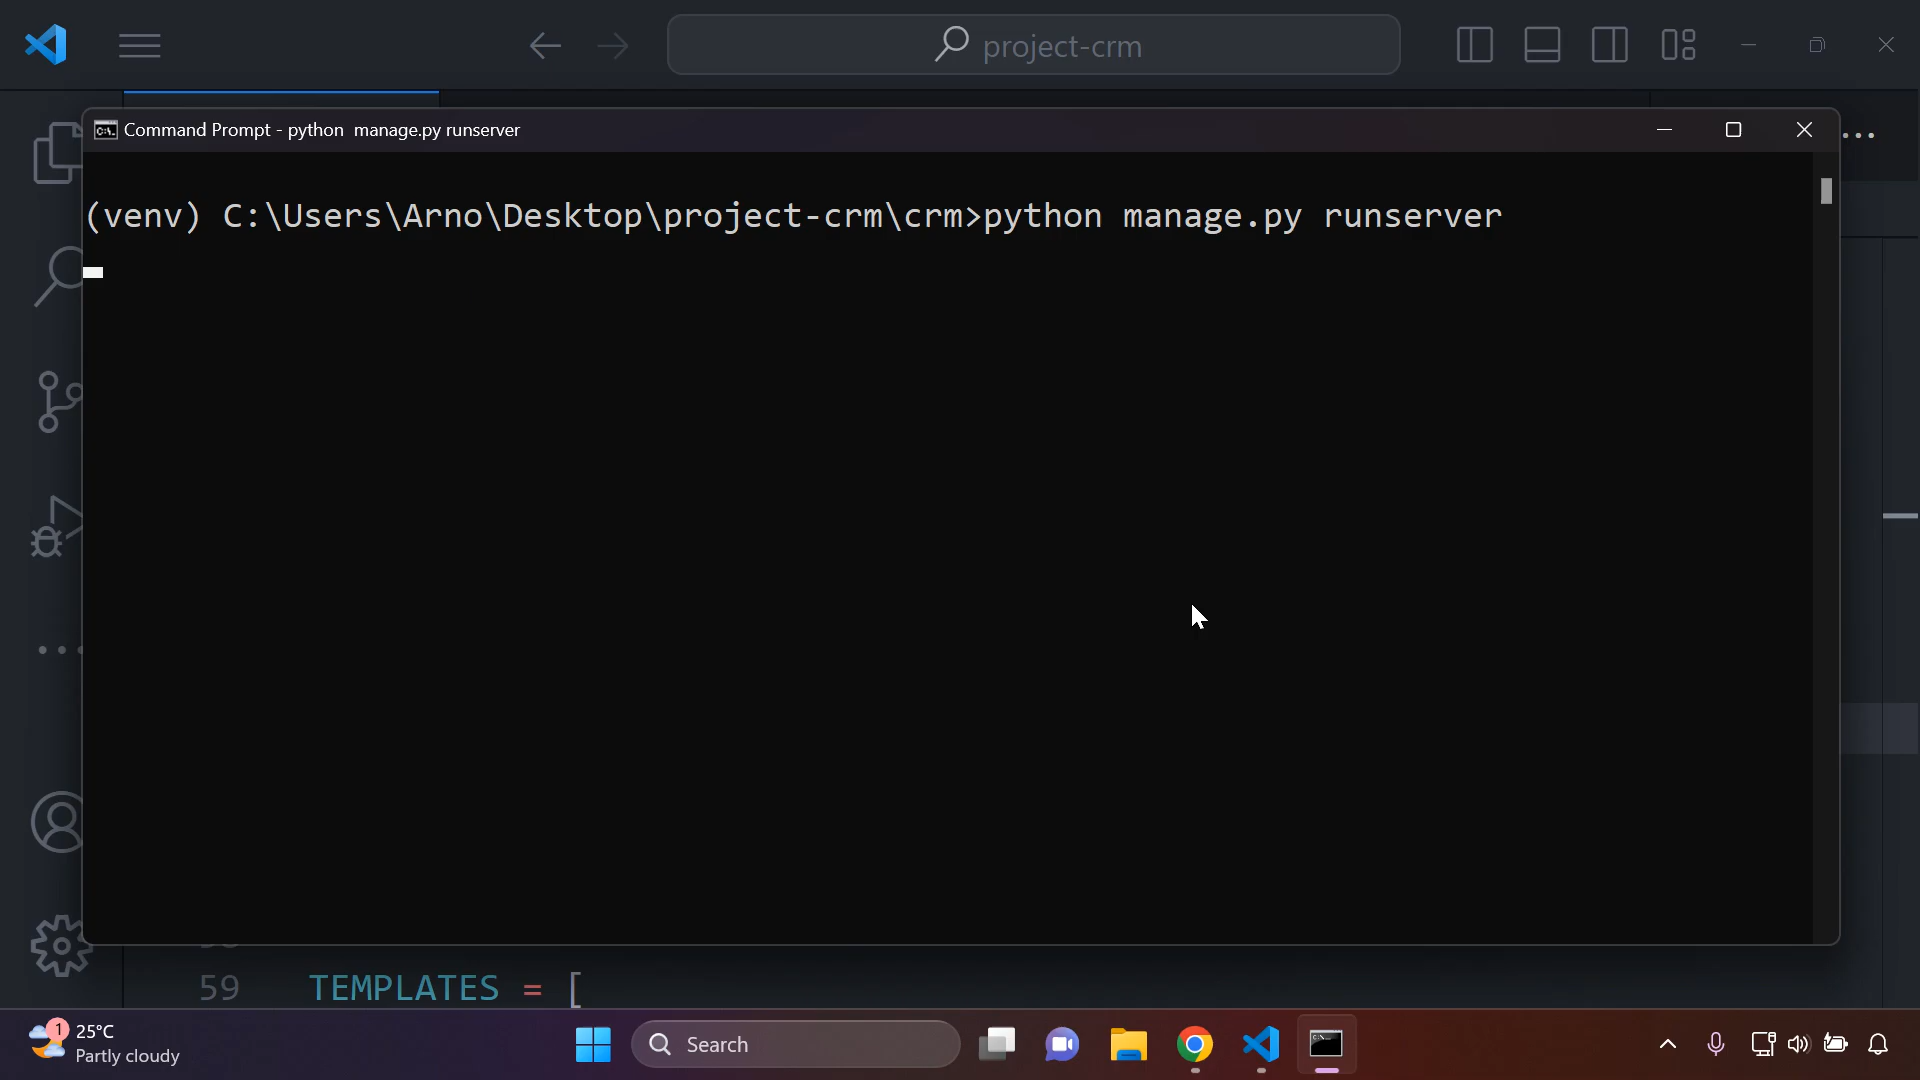 project-crm
Command Prompt - python  manage.py runserver
(venv) C:\Users\Arno\Desktop\project-crm\crm>python manage.py runserver
59 TEMPLATES = [
1
25°C
Partly cloudy
Search